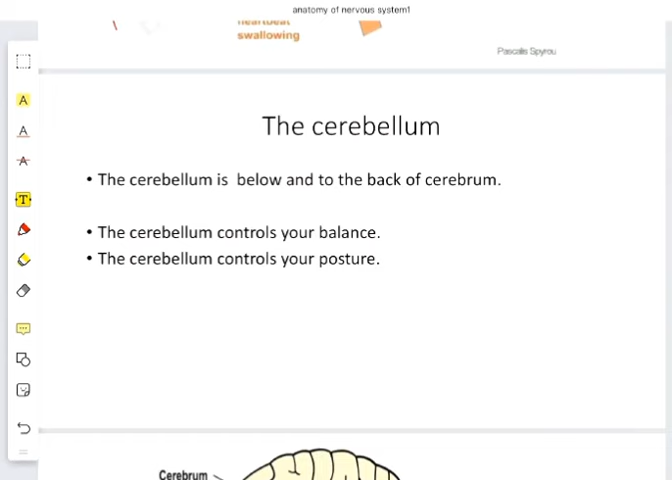 anatomy of nervous system1
heartbeat
swallowing
Pascalis Spyrou
The cerebellum
• The cerebellum is below and to the back of cerebrum.
• The cerebellum controls your balance.
• The cerebellum controls your posture.
Cerebrum